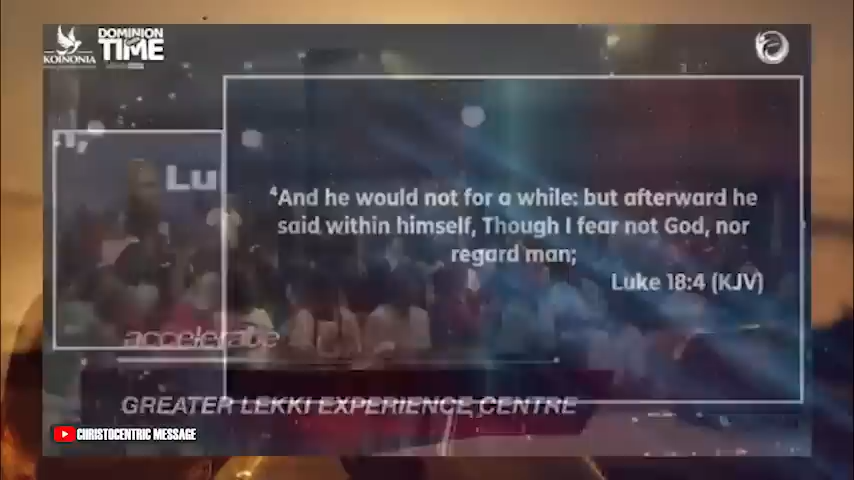 KOINONIA
DOMINION
TIME
Lu
⁴And he would not for a while: but afterward he
said within himself, Though I fear not God, nor
regard man;
Luke 18:4 (KJV)
accelerate
GREATER LEKKI EXPERIENCE CENTRE
CHRISTOCENTRIC MESSAGE